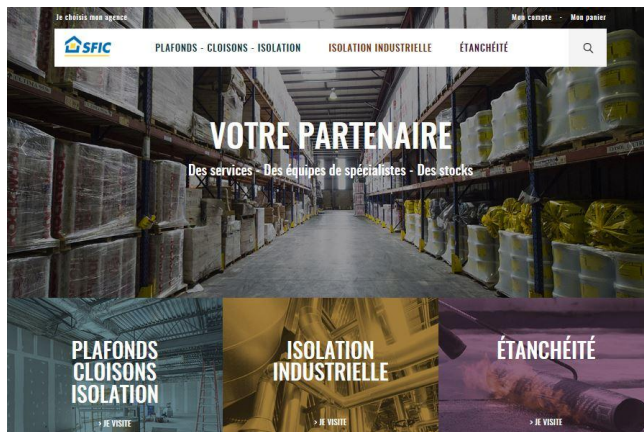 Je choisis mon agence
Mon compte - Mon panier
SFIC
PLAFONDS - CLOISONS - ISOLATION
ISOLATION INDUSTRIELLE
ÉTANCHÉITÉ
VOTRE PARTENAIRE
Des services - Des équipes de spécialistes - Des stocks
PLAFONDS
CLOISONS
ISOLATION
> JE VISITE
ISOLATION
INDUSTRIELLE
> JE VISITE
ÉTANCHÉITÉ
> JE VISITE